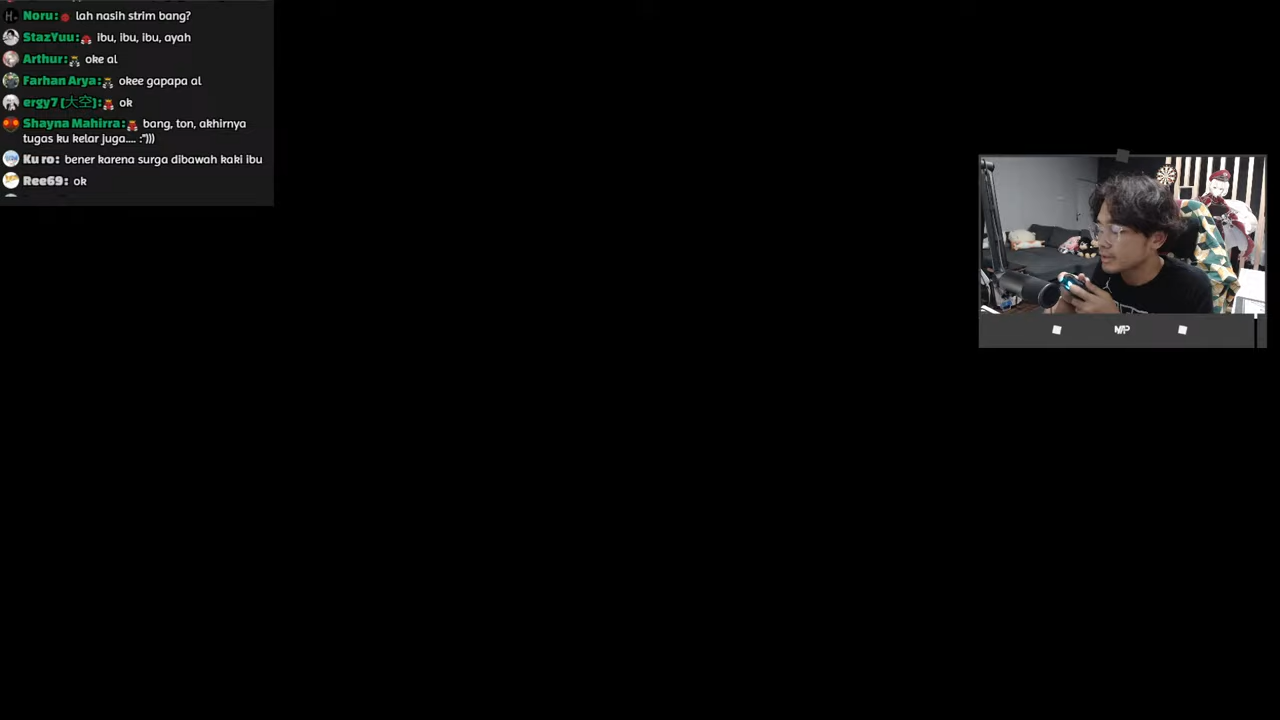 Noru: lah nasih strim bang?
StazYuu: ibu, ibu, ibu, ayah
Arthur: oke al
Farhan Arya: okee gapapa al
ergy7 (大空): ok
Shayna Mahirra: bang, ton, akhirnya
tugas ku kelar juga.... :")))
Ku ro: bener karena surga dibawah kaki ibu
Ree69: ok